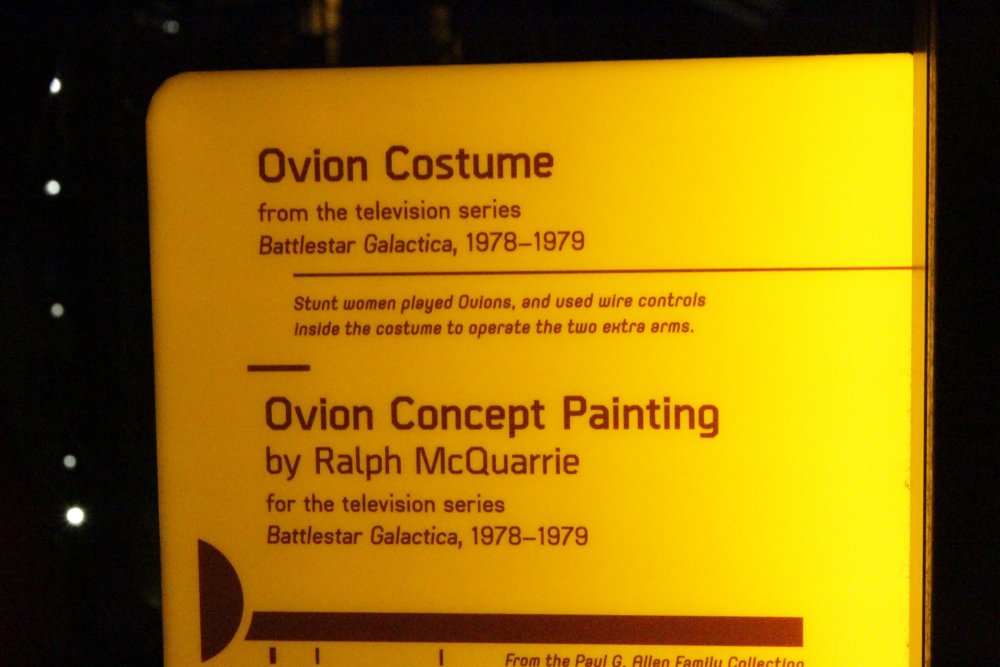 Ovion Costume
from the television series
Battlestar Galactica, 1978–1979
Stunt women played Ovions, and used wire controls
inside the costume to operate the two extra arms.
Ovion Concept Painting
by Ralph McQuarrie
for the television series
Battlestar Galactica, 1978–1979
From the Paul G. Allen Family Collection